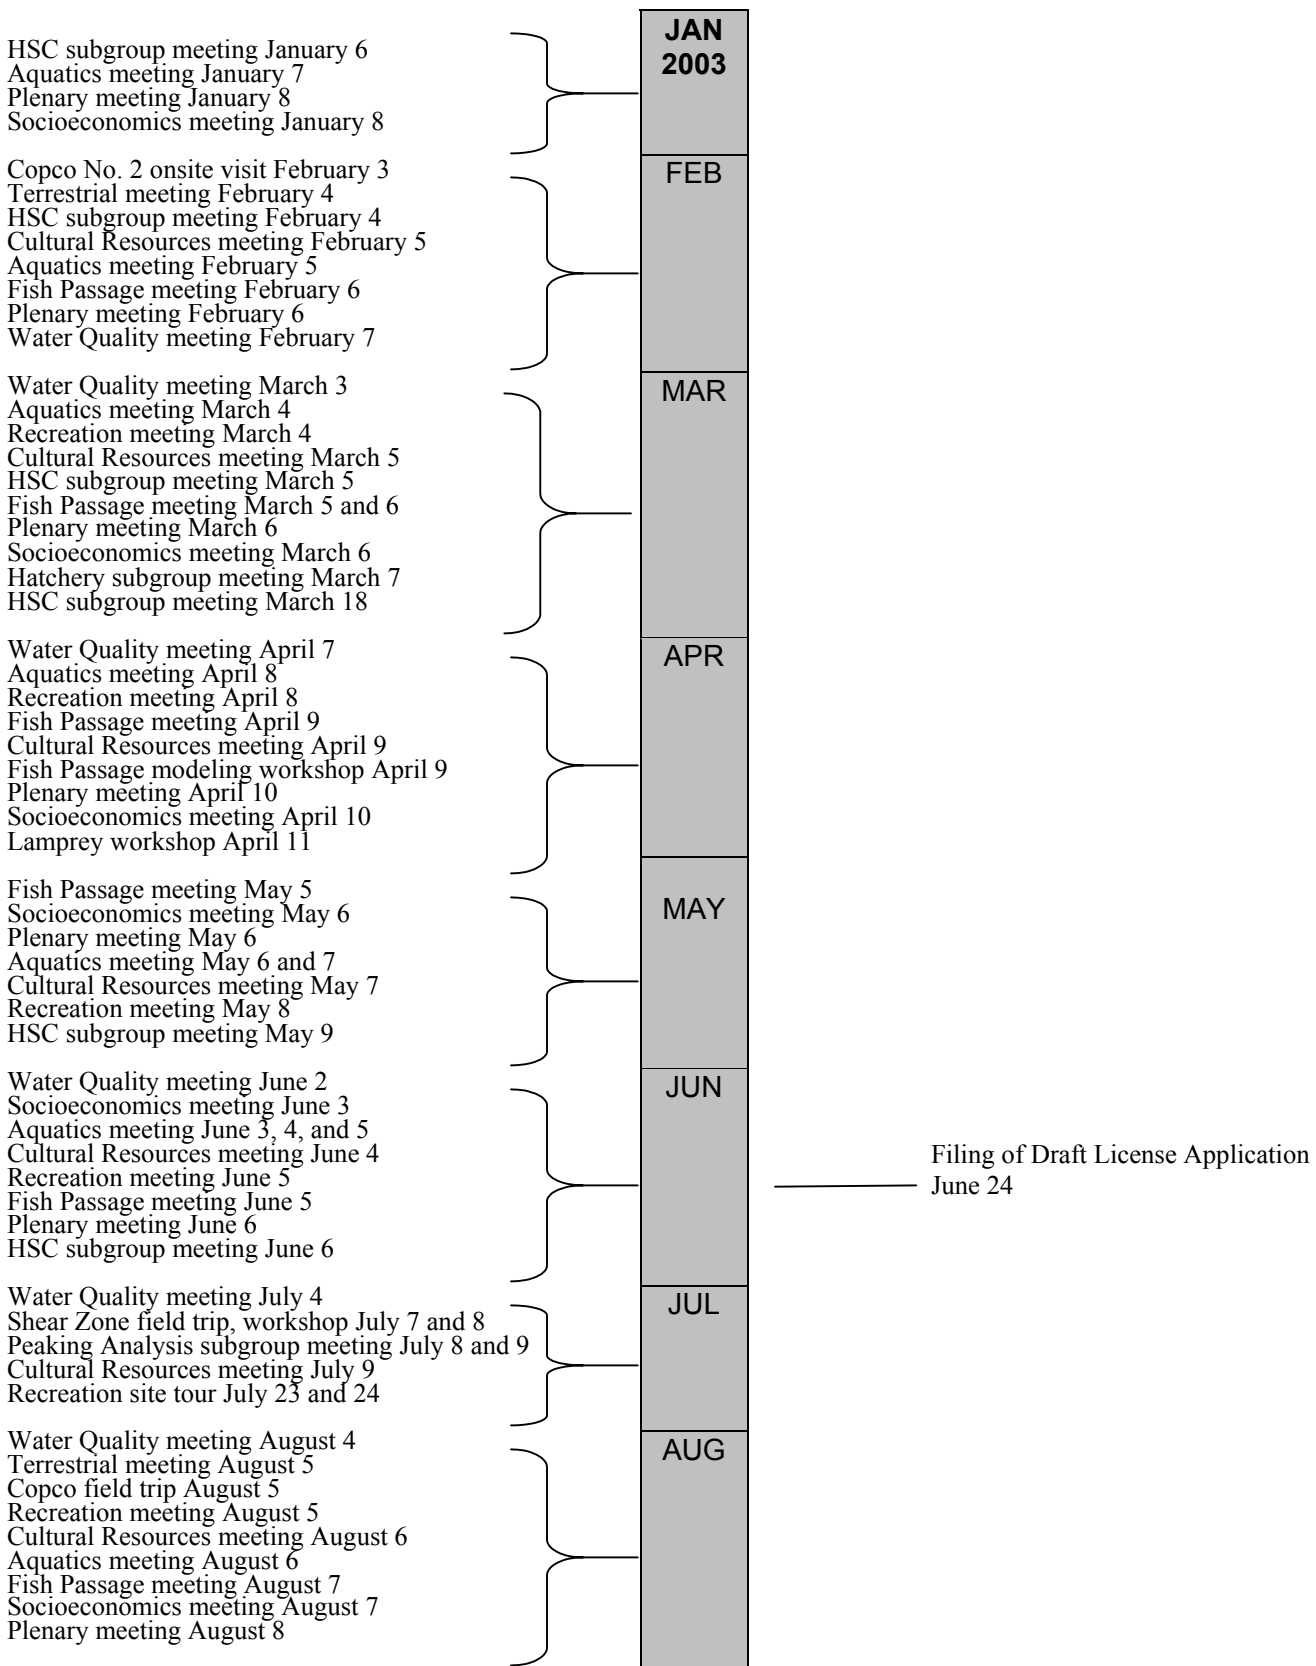 JAN
2003
HSC subgroup meeting January 6
Aquatics meeting January 7
Plenary meeting January 8
Socioeconomics meeting January 8
FEB
Copco No. 2 onsite visit February 3
Terrestrial meeting February 4
HSC subgroup meeting February 4
Cultural Resources meeting February 5
Aquatics meeting February 5
Fish Passage meeting February 6
Plenary meeting February 6
Water Quality meeting February 7
MAR
Water Quality meeting March 3
Aquatics meeting March 4
Recreation meeting March 4
Cultural Resources meeting March 5
HSC subgroup meeting March 5
Fish Passage meeting March 5 and 6
Plenary meeting March 6
Socioeconomics meeting March 6
Hatchery subgroup meeting March 7
HSC subgroup meeting March 18
APR
Water Quality meeting April 7
Aquatics meeting April 8
Recreation meeting April 8
Fish Passage meeting April 9
Cultural Resources meeting April 9
Fish Passage modeling workshop April 9
Plenary meeting April 10
Socioeconomics meeting April 10
Lamprey workshop April 11
MAY
Fish Passage meeting May 5
Socioeconomics meeting May 6
Plenary meeting May 6
Aquatics meeting May 6 and 7
Cultural Resources meeting May 7
Recreation meeting May 8
HSC subgroup meeting May 9
JUN
Water Quality meeting June 2
Socioeconomics meeting June 3
Aquatics meeting June 3, 4, and 5
Cultural Resources meeting June 4
Recreation meeting June 5
Fish Passage meeting June 5
Plenary meeting June 6
HSC subgroup meeting June 6
Filing of Draft License Application
June 24
JUL
Water Quality meeting July 4
Shear Zone field trip, workshop July 7 and 8
Peaking Analysis subgroup meeting July 8 and 9
Cultural Resources meeting July 9
Recreation site tour July 23 and 24
AUG
Water Quality meeting August 4
Terrestrial meeting August 5
Copco field trip August 5
Recreation meeting August 5
Cultural Resources meeting August 6
Aquatics meeting August 6
Fish Passage meeting August 7
Socioeconomics meeting August 7
Plenary meeting August 8